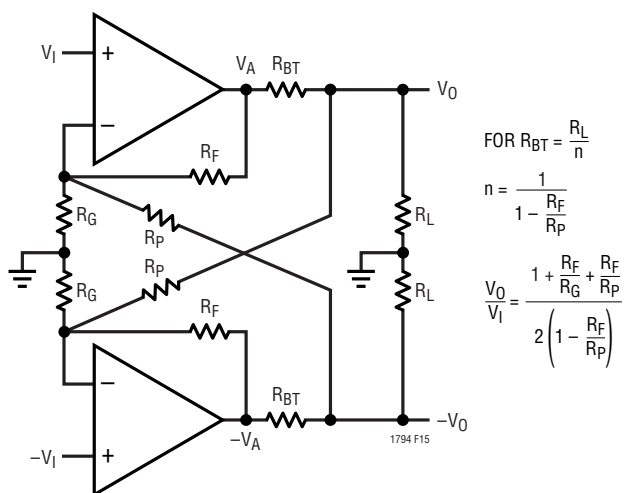 V_I
+
V_A
R_BT
V_O
−
R_F
FOR R_BT = R_L / n
R_G
R_P
R_L
n = 1 / (1 − R_F / R_P)
R_P
R_G
R_L
V_O / V_I = (1 + R_F / R_G + R_F / R_P) / (2 (1 − R_F / R_P))
R_F
−
R_BT
−V_A
−V_O
−V_I
+
1794 F15